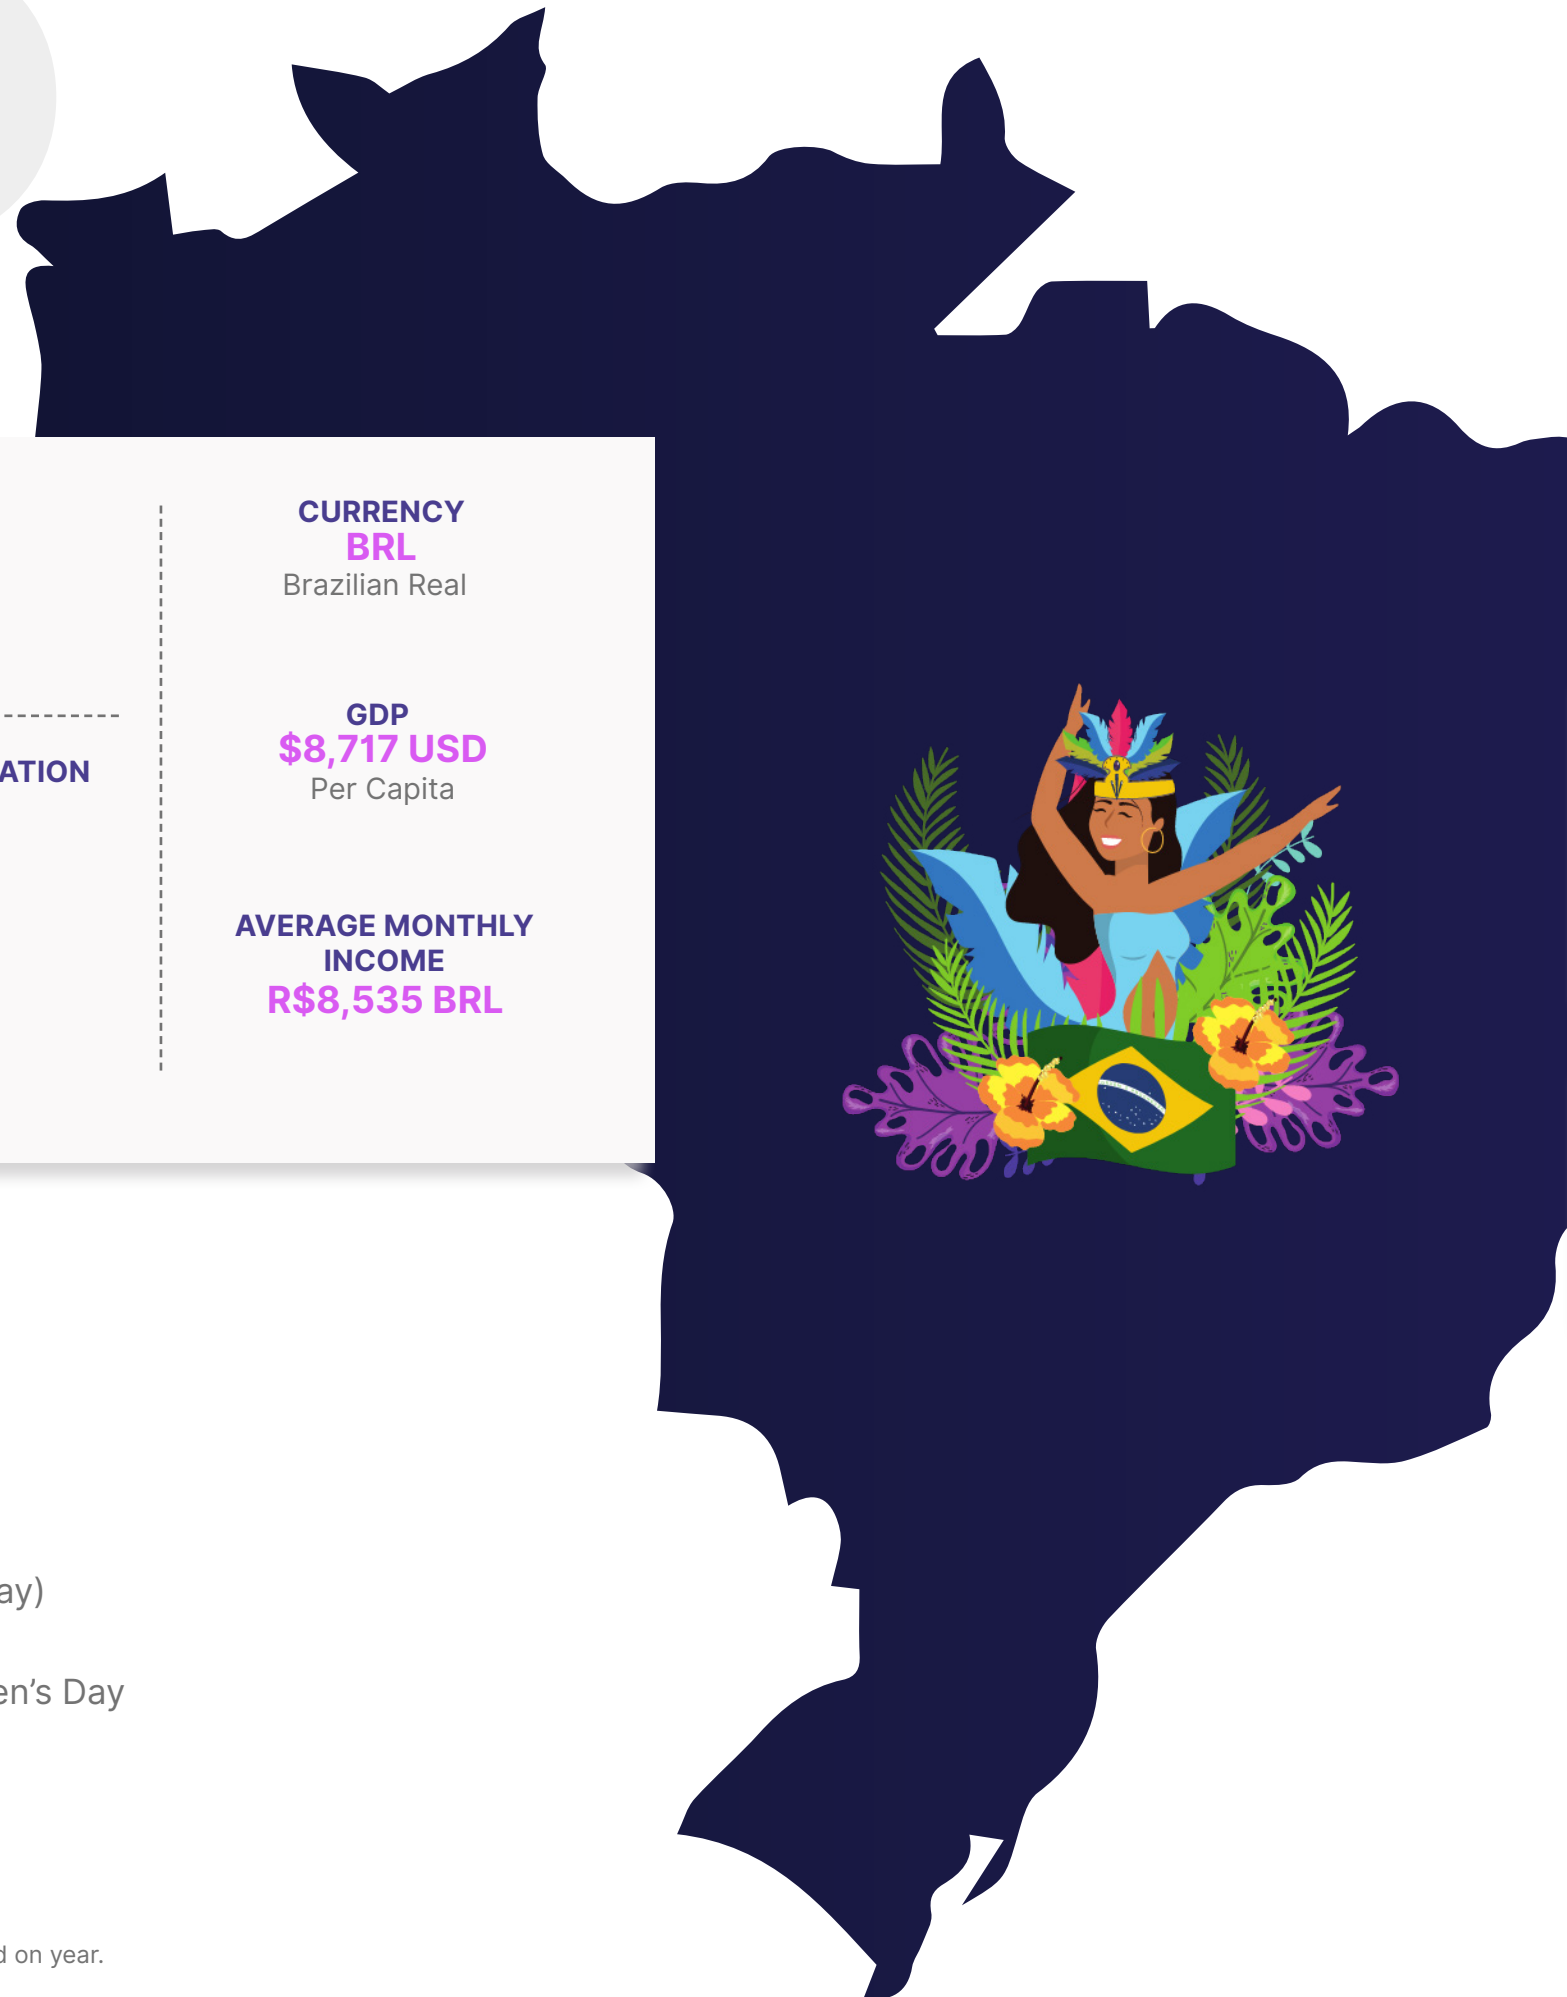 CURRENCY
BRL
Brazilian Real
GDP
$8,717 USD
Per Capita
ATION
AVERAGE MONTHLY
INCOME
R$8,535 BRL
ay)
en’s Day
d on year.